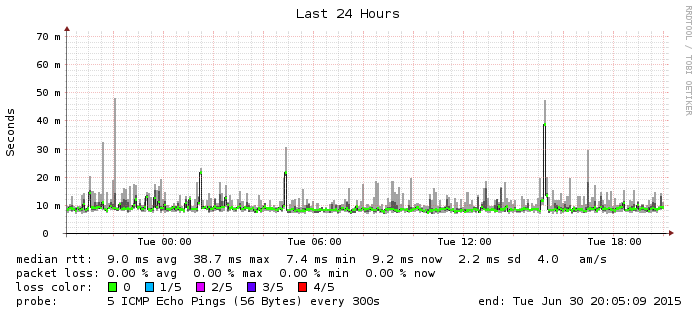 Last 24 Hours
RRDTOOL / TOBI OETIKER
Seconds
70 m
60 m
50 m
40 m
30 m
20 m
10 m
0
Tue 00:00 Tue 06:00 Tue 12:00 Tue 18:00
median rtt: 9.0 ms avg 38.7 ms max 7.4 ms min 9.2 ms now 2.2 ms sd 4.0 am/s
packet loss: 0.00 % avg 0.00 % max 0.00 % min 0.00 % now
loss color: 0 1/5 2/5 3/5 4/5
probe: 5 ICMP Echo Pings (56 Bytes) every 300s end: Tue Jun 30 20:05:09 2015